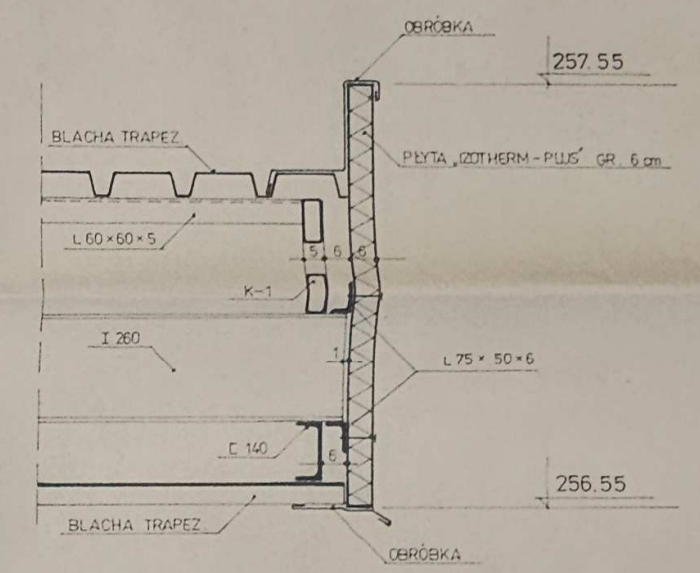 OBRÓBKA
257.55
BLACHA TRAPEZ.
PŁYTA „IZOTHERM-PLUS" GR. 6 cm
L 60×60×5
5 6 6
K-1
I 260
1
L 75 × 50×6
C 140
6
256.55
BLACHA TRAPEZ.
OBRÓBKA